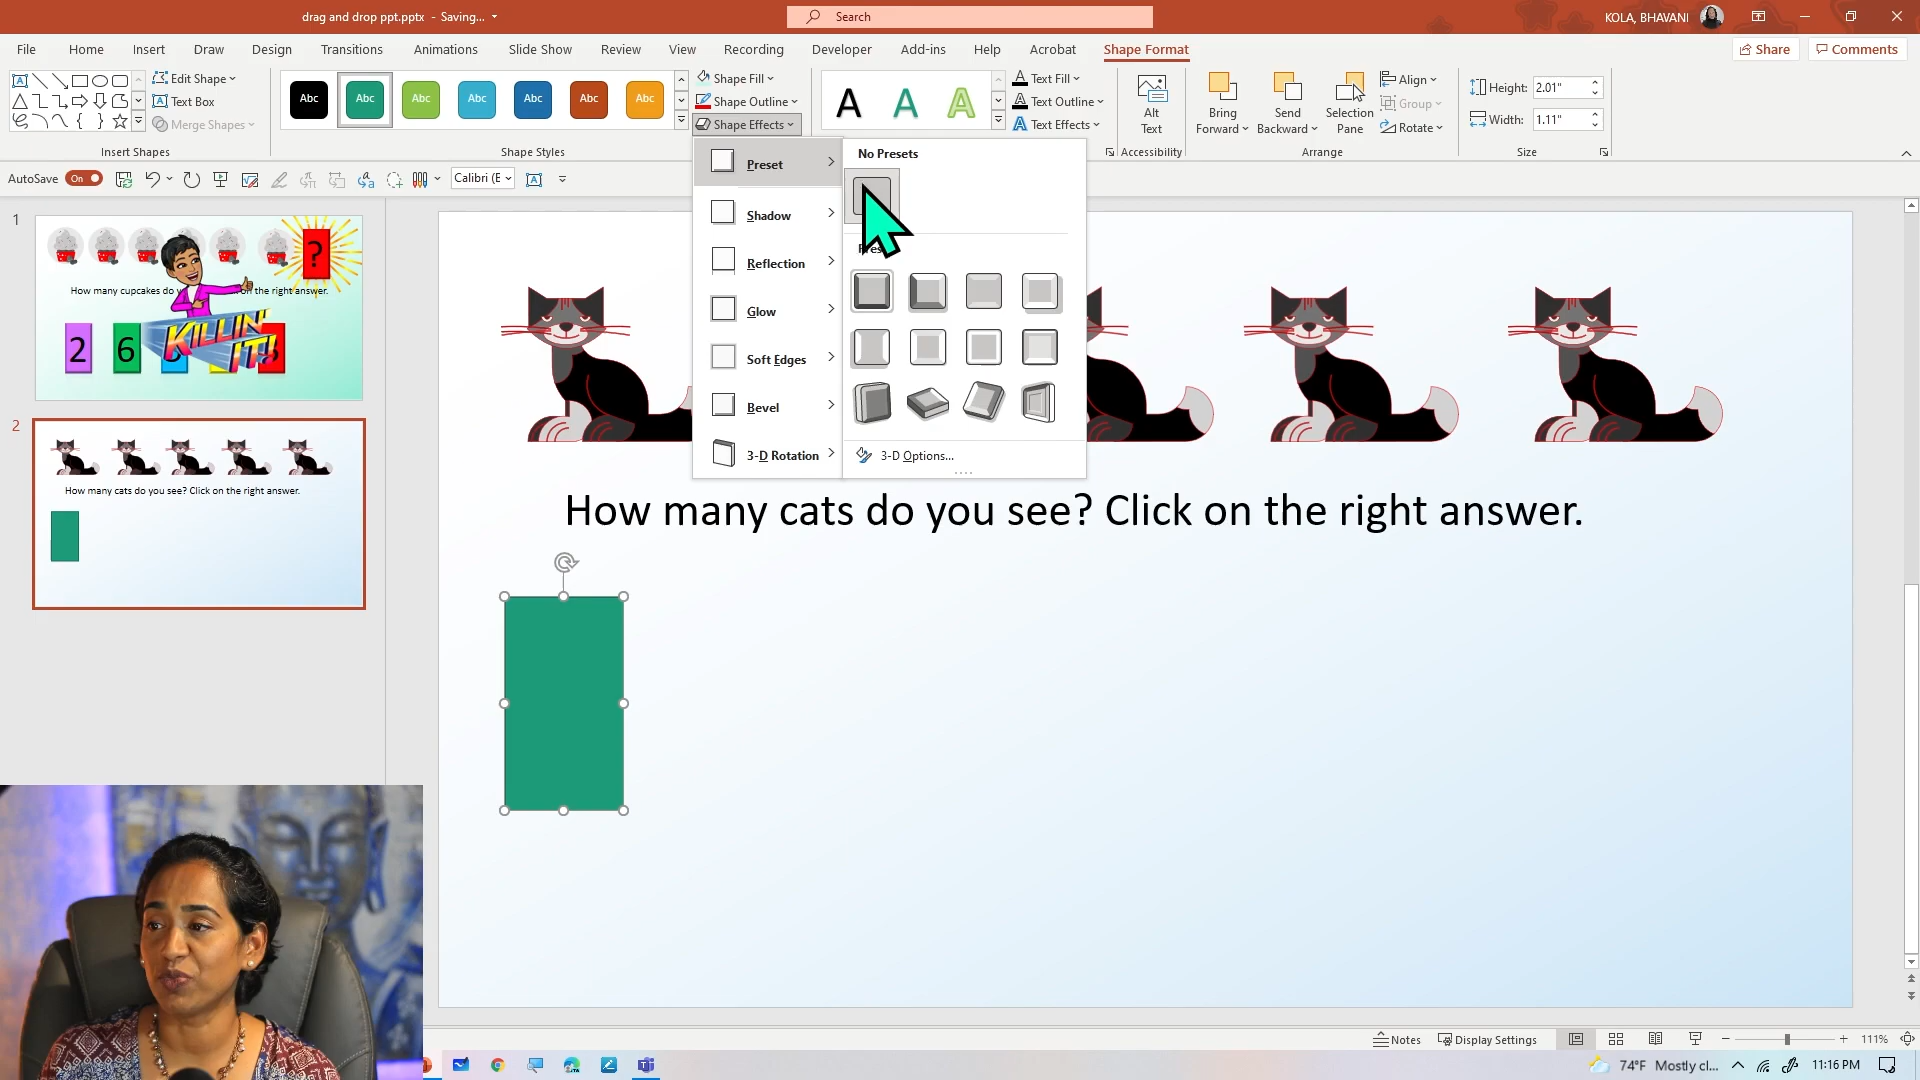 drag and drop ppt.pptx - Saving...
Search
KOLA, BHAVANI
File Home Insert Draw Design Transitions Animations Slide Show Review View Recording Developer Add-ins Help Acrobat Shape Format
Share
Comments
Edit Shape
Text Box
Merge Shapes
Insert Shapes
Abc Abc Abc Abc Abc Abc Abc
Shape Styles
Shape Fill
Shape Outline
Shape Effects
A A A
Text Fill
Text Outline
Text Effects
Alt
Text
Accessibility
Bring
Forward
Send
Backward
Selection
Pane
Align
Group
Rotate
Arrange
Height: 2.01"
Width: 1.11"
Size
AutoSave On
Calibri (E
Preset
Shadow
Reflection
Glow
Soft Edges
Bevel
3-D Rotation
No Presets
3-D Options...
1
?
How many cupcakes do
the right answer.
KILLIN'
IT!
2 6
2
How many cats do you see? Click on the right answer.
How many cats do you see? Click on the right answer.
Notes
Display Settings
111%
74°F Mostly cl...
11:16 PM